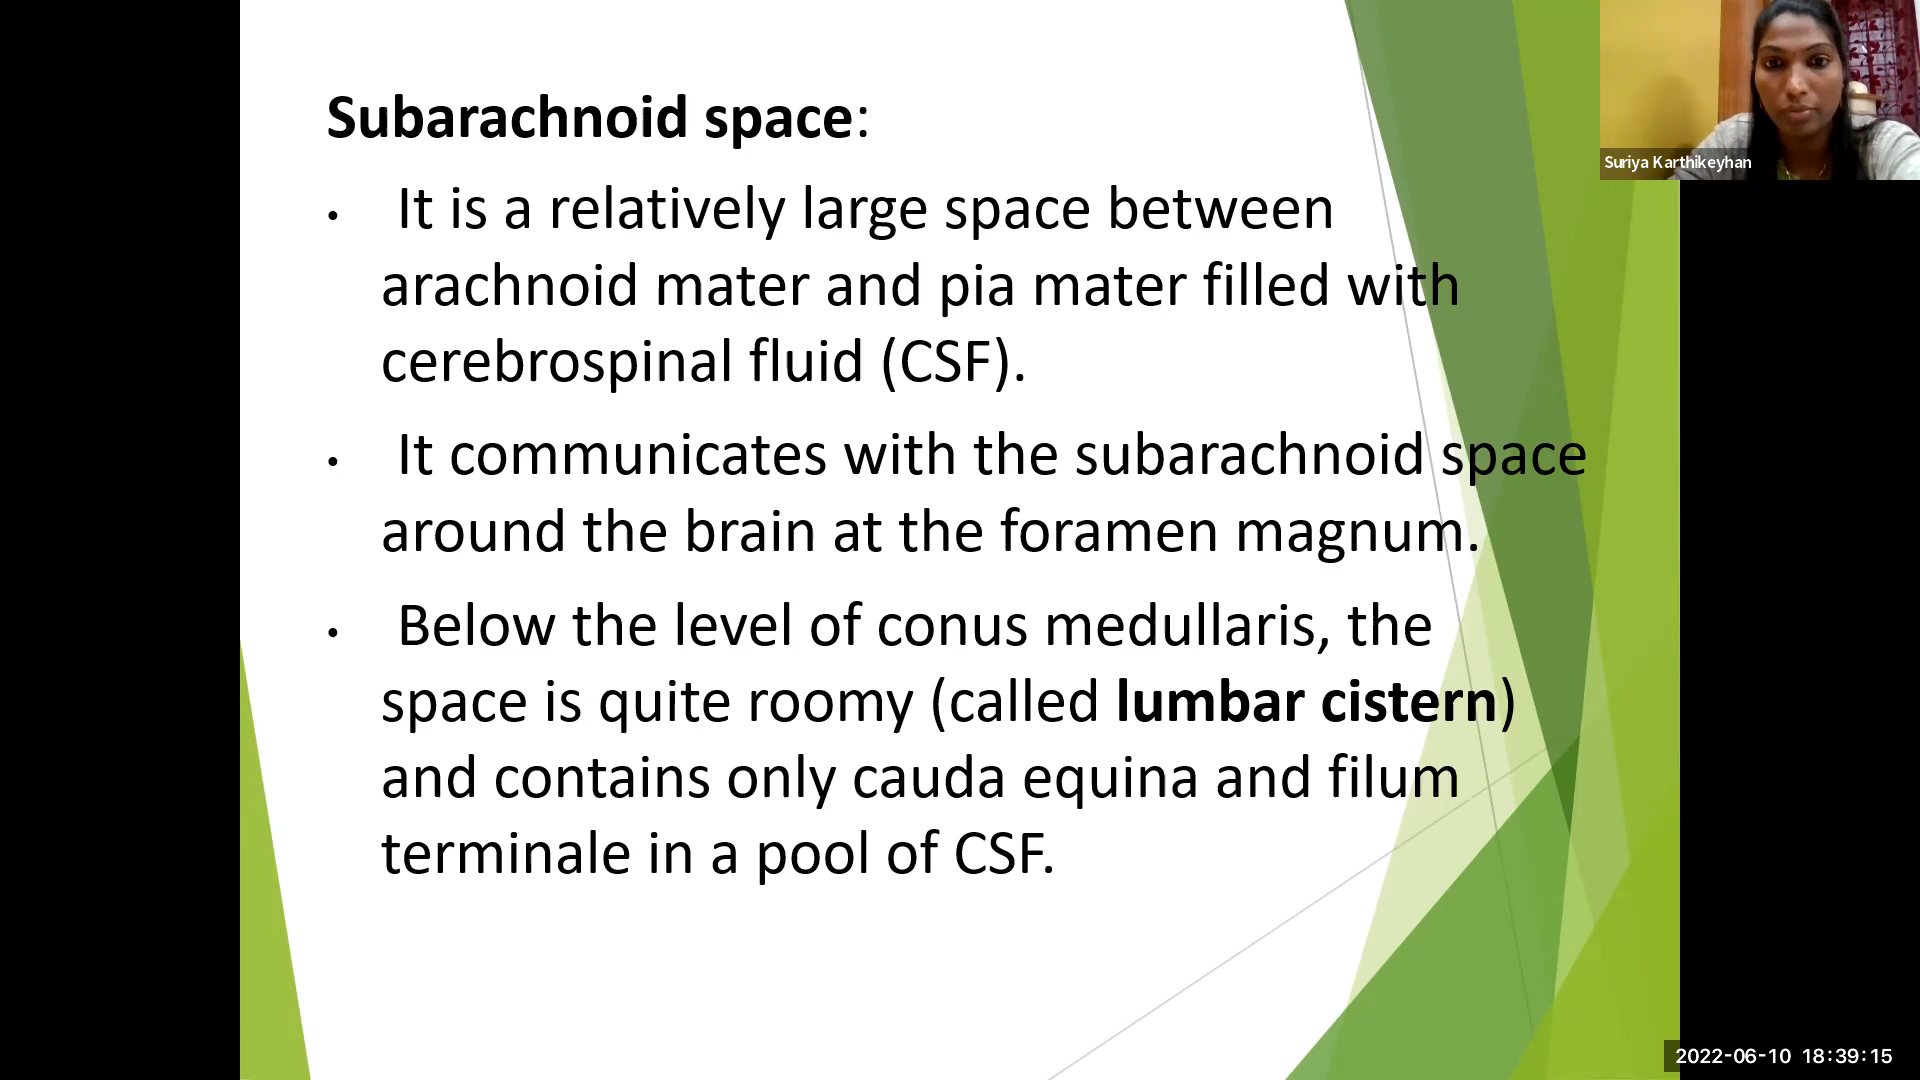 Subarachnoid space:
• It is a relatively large space between
arachnoid mater and pia mater filled with
cerebrospinal fluid (CSF).
• It communicates with the subarachnoid space
around the brain at the foramen magnum.
• Below the level of conus medullaris, the
space is quite roomy (called lumbar cistern)
and contains only cauda equina and filum
terminale in a pool of CSF.
Suriya Karthikeyhan
2022-06-10 18:39:15